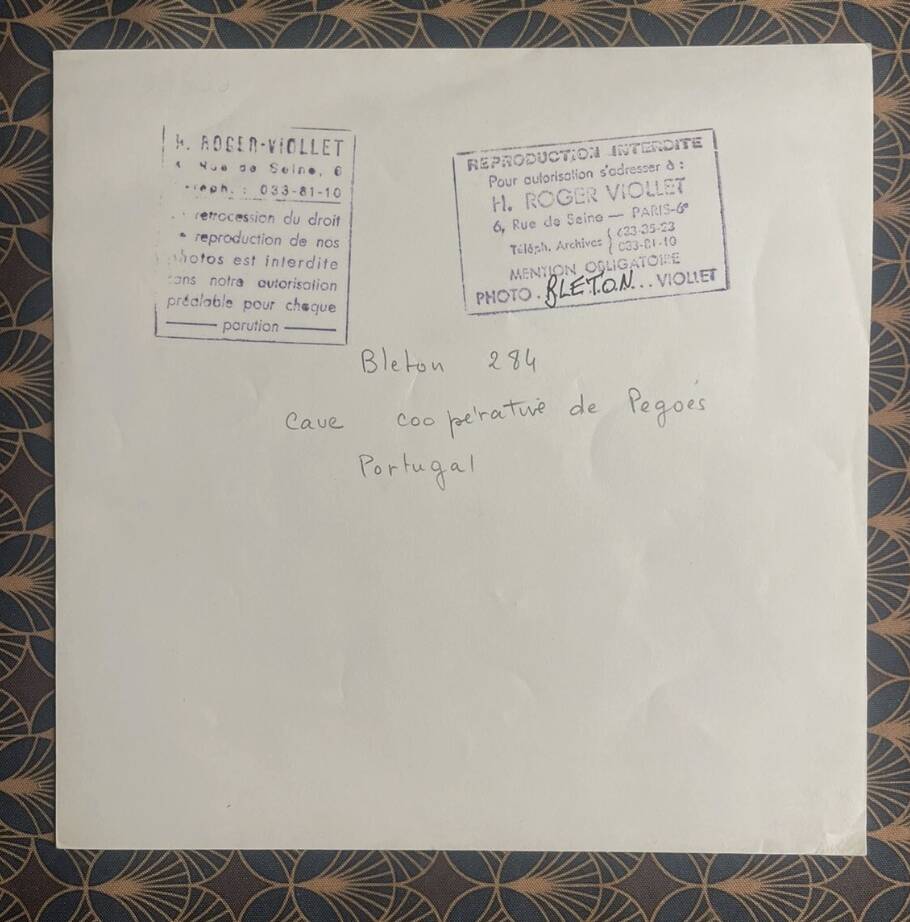 H. ROGER-VIOLLET
Rue de Seine, 6
: 033-81-10
retrocession du droit
reproduction de nos
photos est interdite
sans notre autorisation
préalable pour chaque
parution
REPRODUCTION INTERDITE
Pour autorisation s'adresser à :
H. ROGER VIOLLET
6, Rue de Seine — PARIS-6e
Téléph. Archives { 633-35-23
033-81-10
MENTION OBLIGATOIRE
PHOTO. BLETON... VIOLLET
Bleton 284
Cave coopérative de Pegoés
Portugal